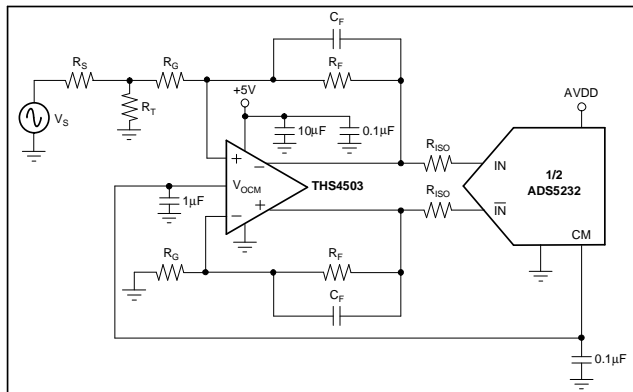 C_F
R_S
R_G
R_F
+5V
AVDD
V_S
R_T
10μF
0.1μF
R_ISO
+
−
THS4503
IN
1/2
ADS5232
V_OCM
R_ISO
1μF
−
+
IN̅
CM
R_G
R_F
C_F
0.1μF